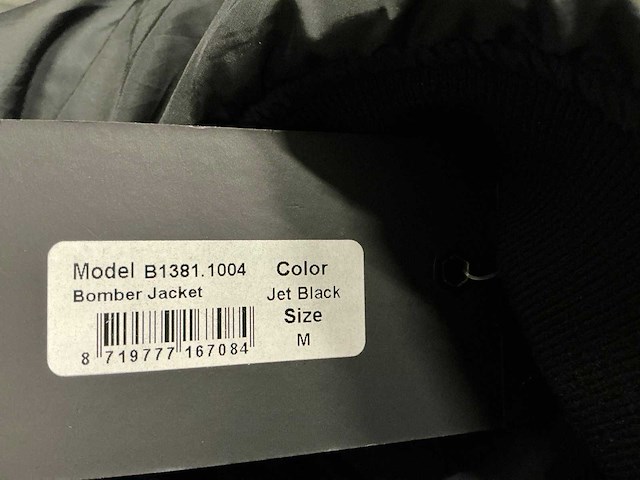 Model B1381.1004
Bomber Jacket
Color
Jet Black
Size
M
8 719777 167084